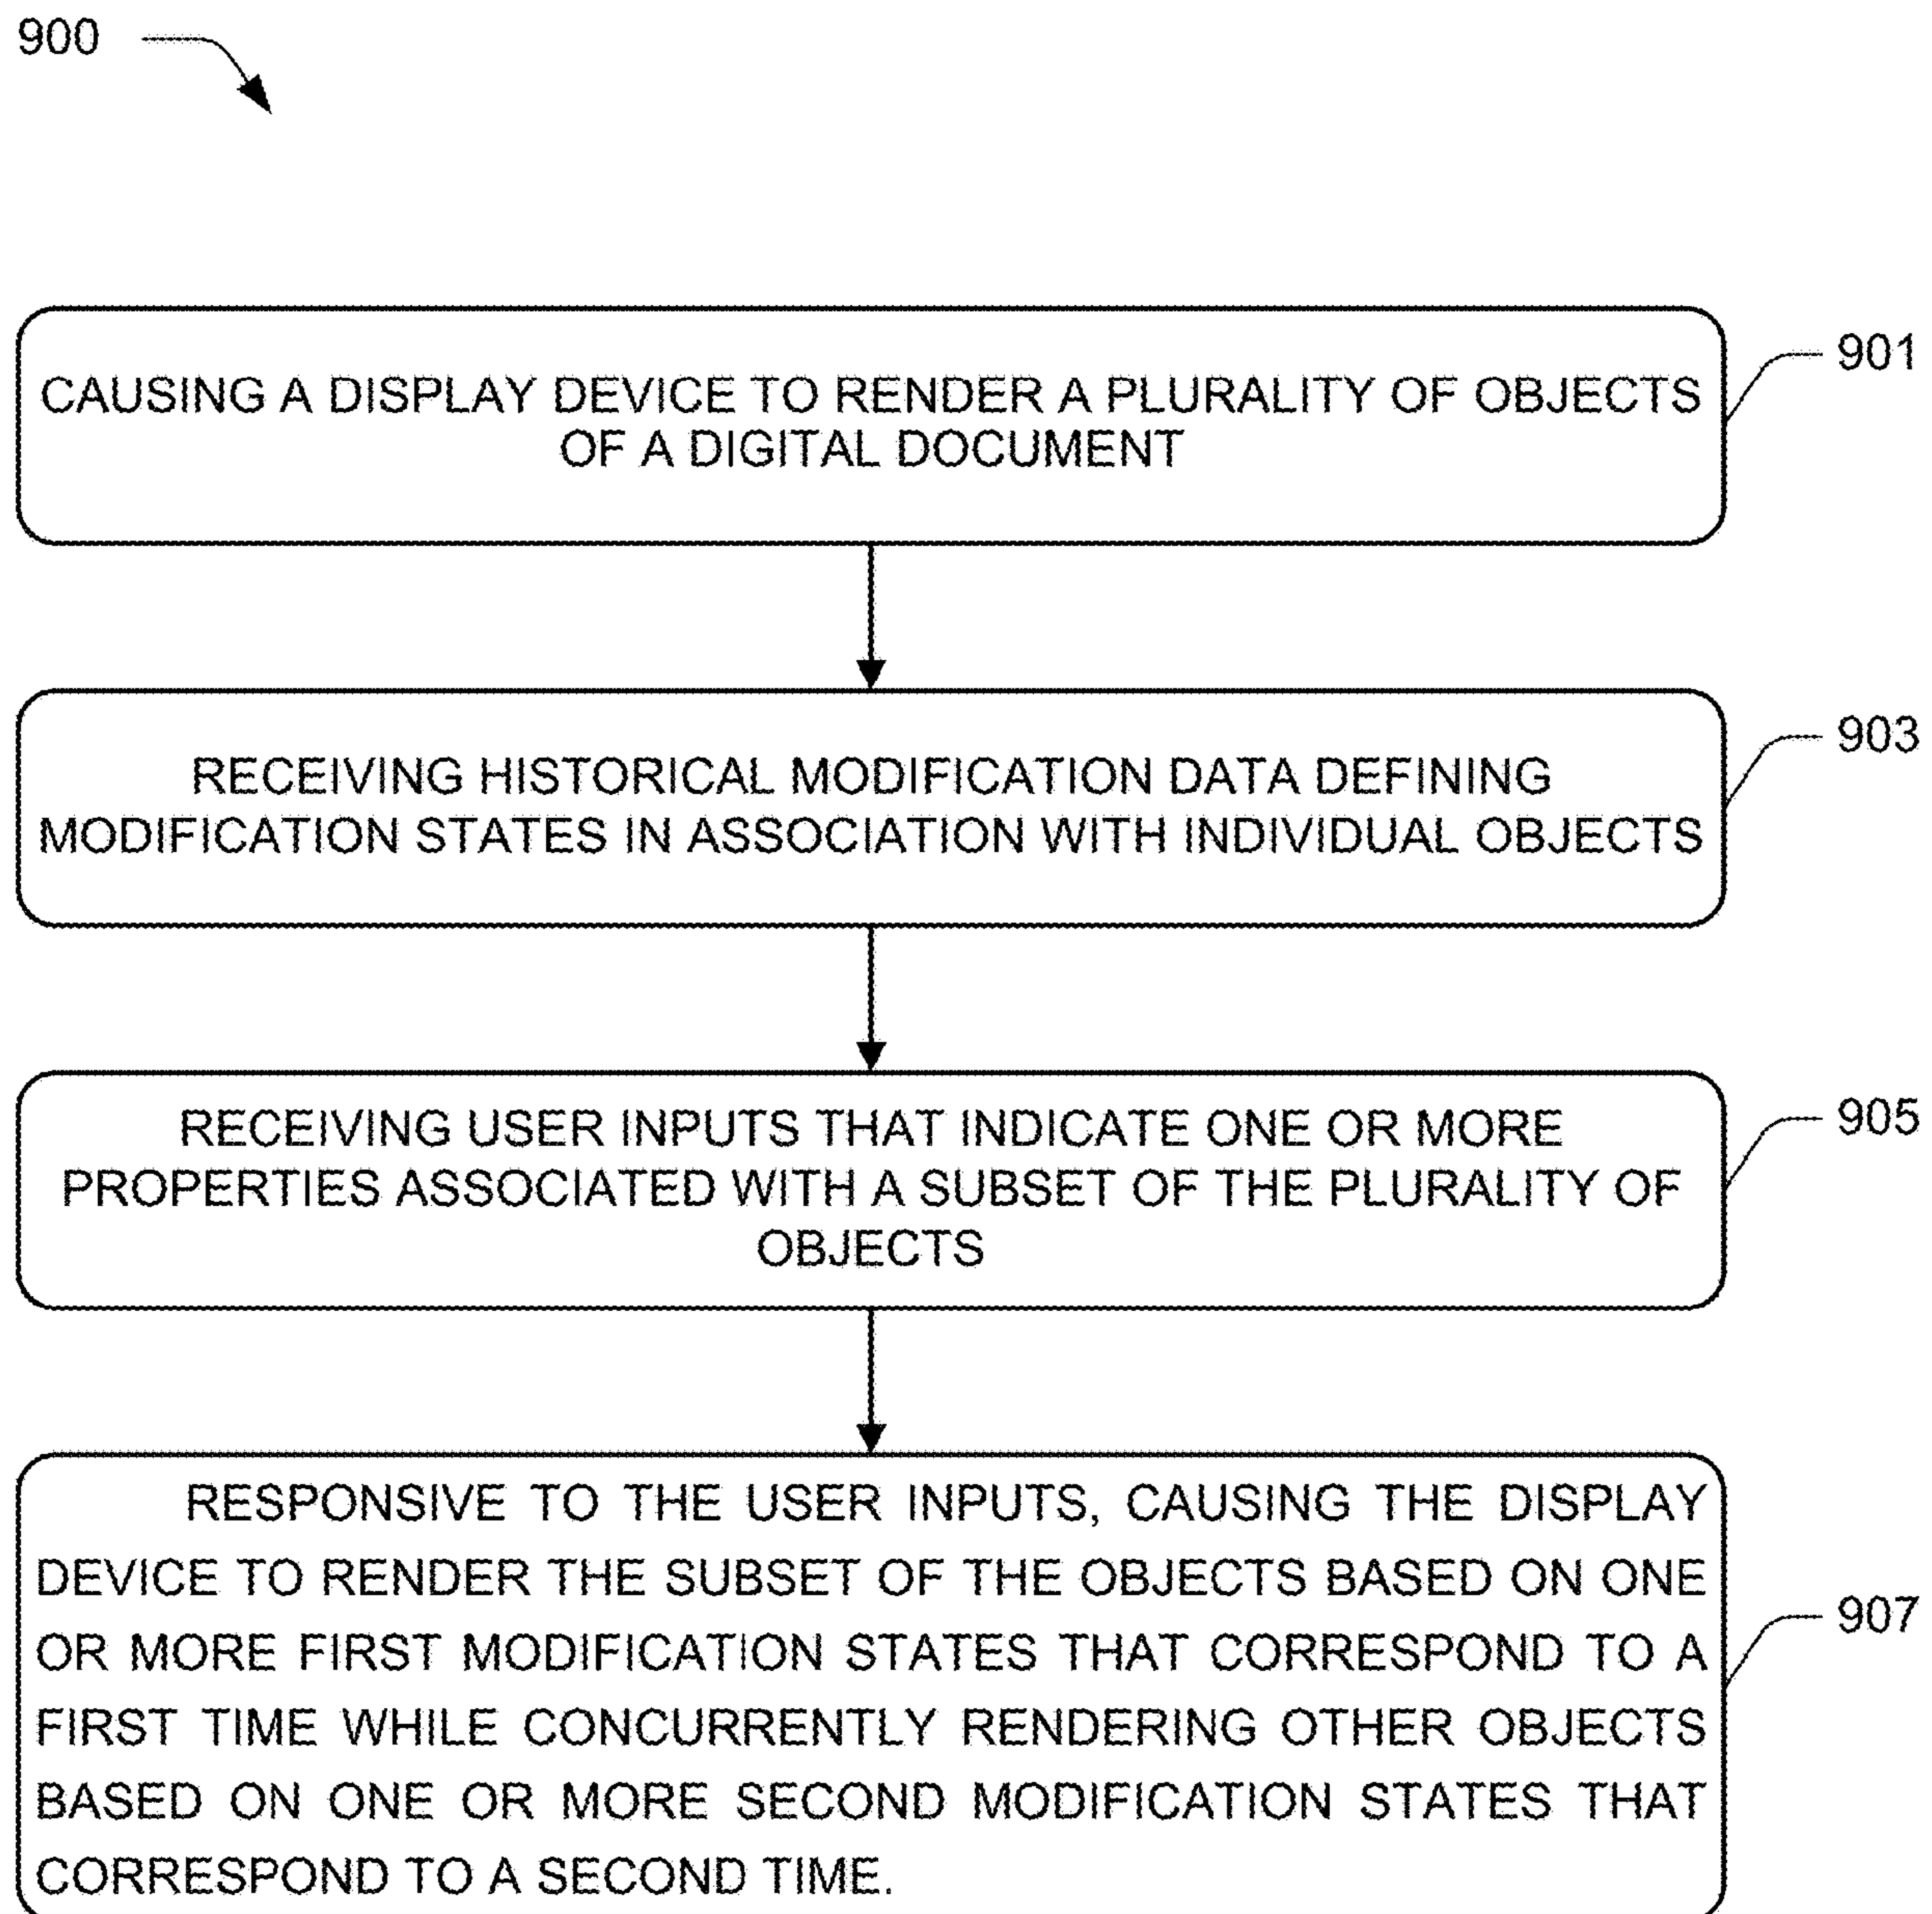 900
CAUSING A DISPLAY DEVICE TO RENDER A PLURALITY OF OBJECTS
OF A DIGITAL DOCUMENT
901
RECEIVING HISTORICAL MODIFICATION DATA DEFINING
MODIFICATION STATES IN ASSOCIATION WITH INDIVIDUAL OBJECTS
903
RECEIVING USER INPUTS THAT INDICATE ONE OR MORE
PROPERTIES ASSOCIATED WITH A SUBSET OF THE PLURALITY OF
OBJECTS
905
RESPONSIVE TO THE USER INPUTS, CAUSING THE DISPLAY
DEVICE TO RENDER THE SUBSET OF THE OBJECTS BASED ON ONE
OR MORE FIRST MODIFICATION STATES THAT CORRESPOND TO A
FIRST TIME WHILE CONCURRENTLY RENDERING OTHER OBJECTS
BASED ON ONE OR MORE SECOND MODIFICATION STATES THAT
CORRESPOND TO A SECOND TIME.
907